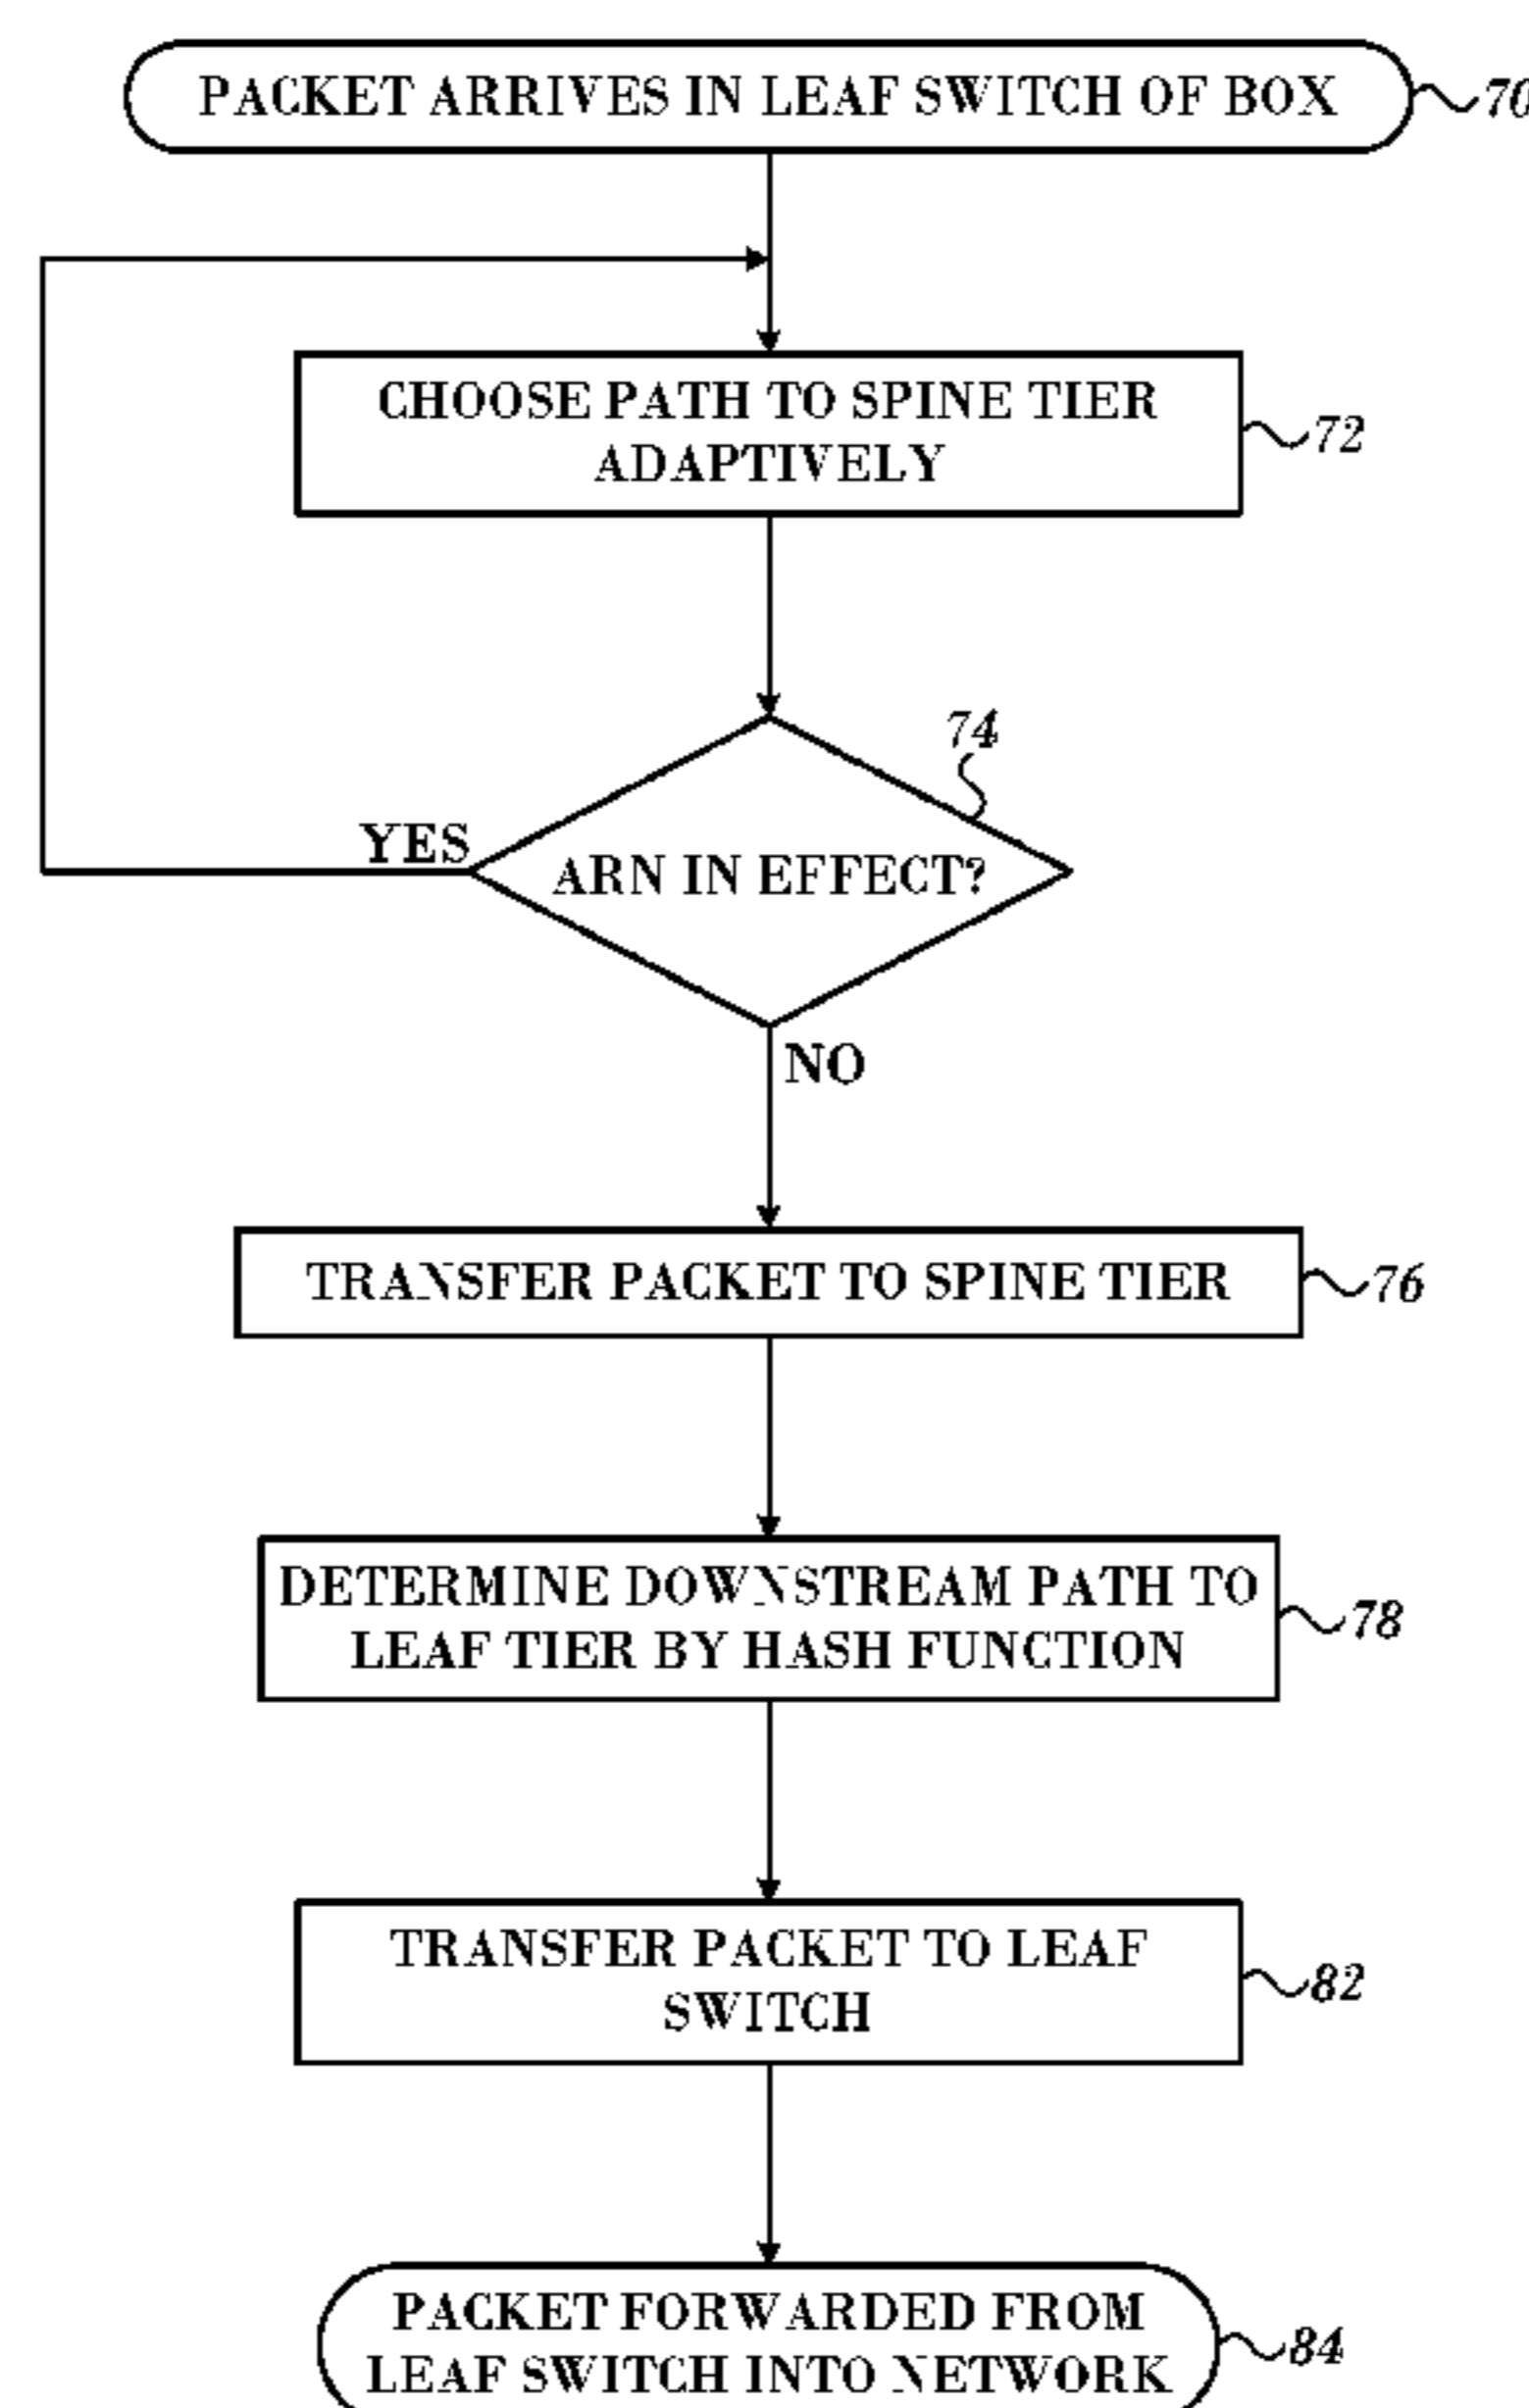 PACKET ARRIVES IN LEAF SWITCH OF BOX
70
CHOOSE PATH TO SPINE TIER
ADAPTIVELY
72
74
YES
ARN IN EFFECT?
NO
TRANSFER PACKET TO SPINE TIER
76
DETERMINE DOWNSTREAM PATH TO
LEAF TIER BY HASH FUNCTION
78
TRANSFER PACKET TO LEAF
SWITCH
82
PACKET FORWARDED FROM
LEAF SWITCH INTO NETWORK
84